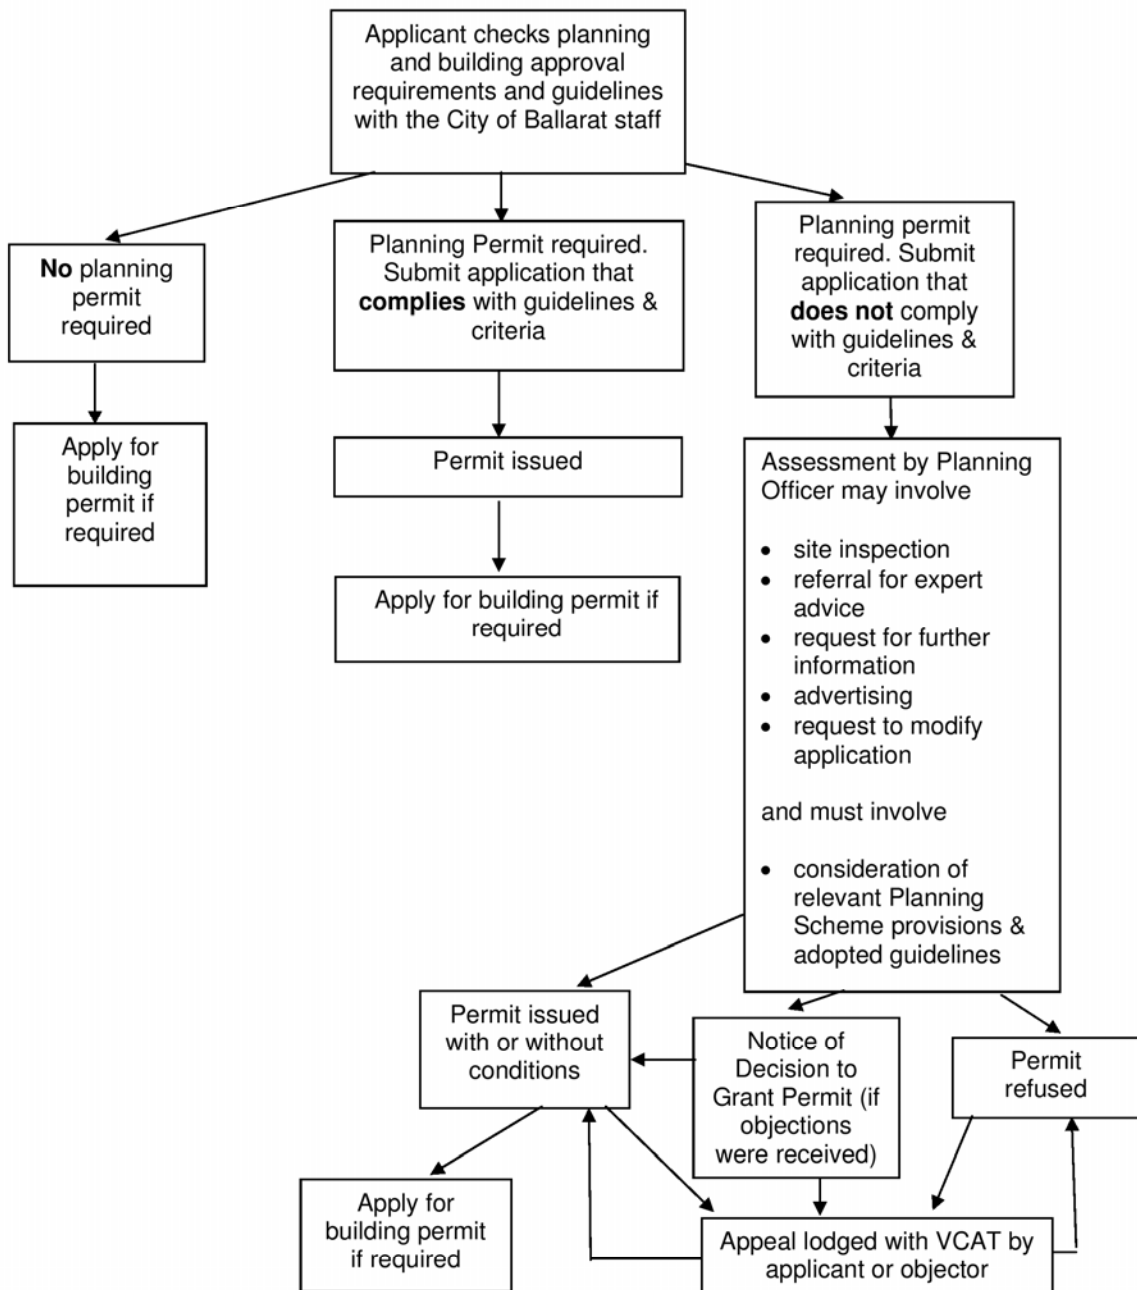 Applicant checks planning
and building approval
requirements and guidelines
with the City of Ballarat staff
No planning
permit
required
Planning Permit required.
Submit application that
complies with guidelines &
criteria
Planning permit
required. Submit
application that
does not comply
with guidelines &
criteria
Apply for
building
permit if
required
Permit issued
Apply for building permit if
required
Assessment by Planning
Officer may involve
• site inspection
• referral for expert
advice
• request for further
information
• advertising
• request to modify
application
and must involve
• consideration of
relevant Planning
Scheme provisions &
adopted guidelines
Permit issued
with or without
conditions
Notice of
Decision to
Grant Permit (if
objections
were received)
Permit
refused
Apply for
building permit
if required
Appeal lodged with VCAT by
applicant or objector